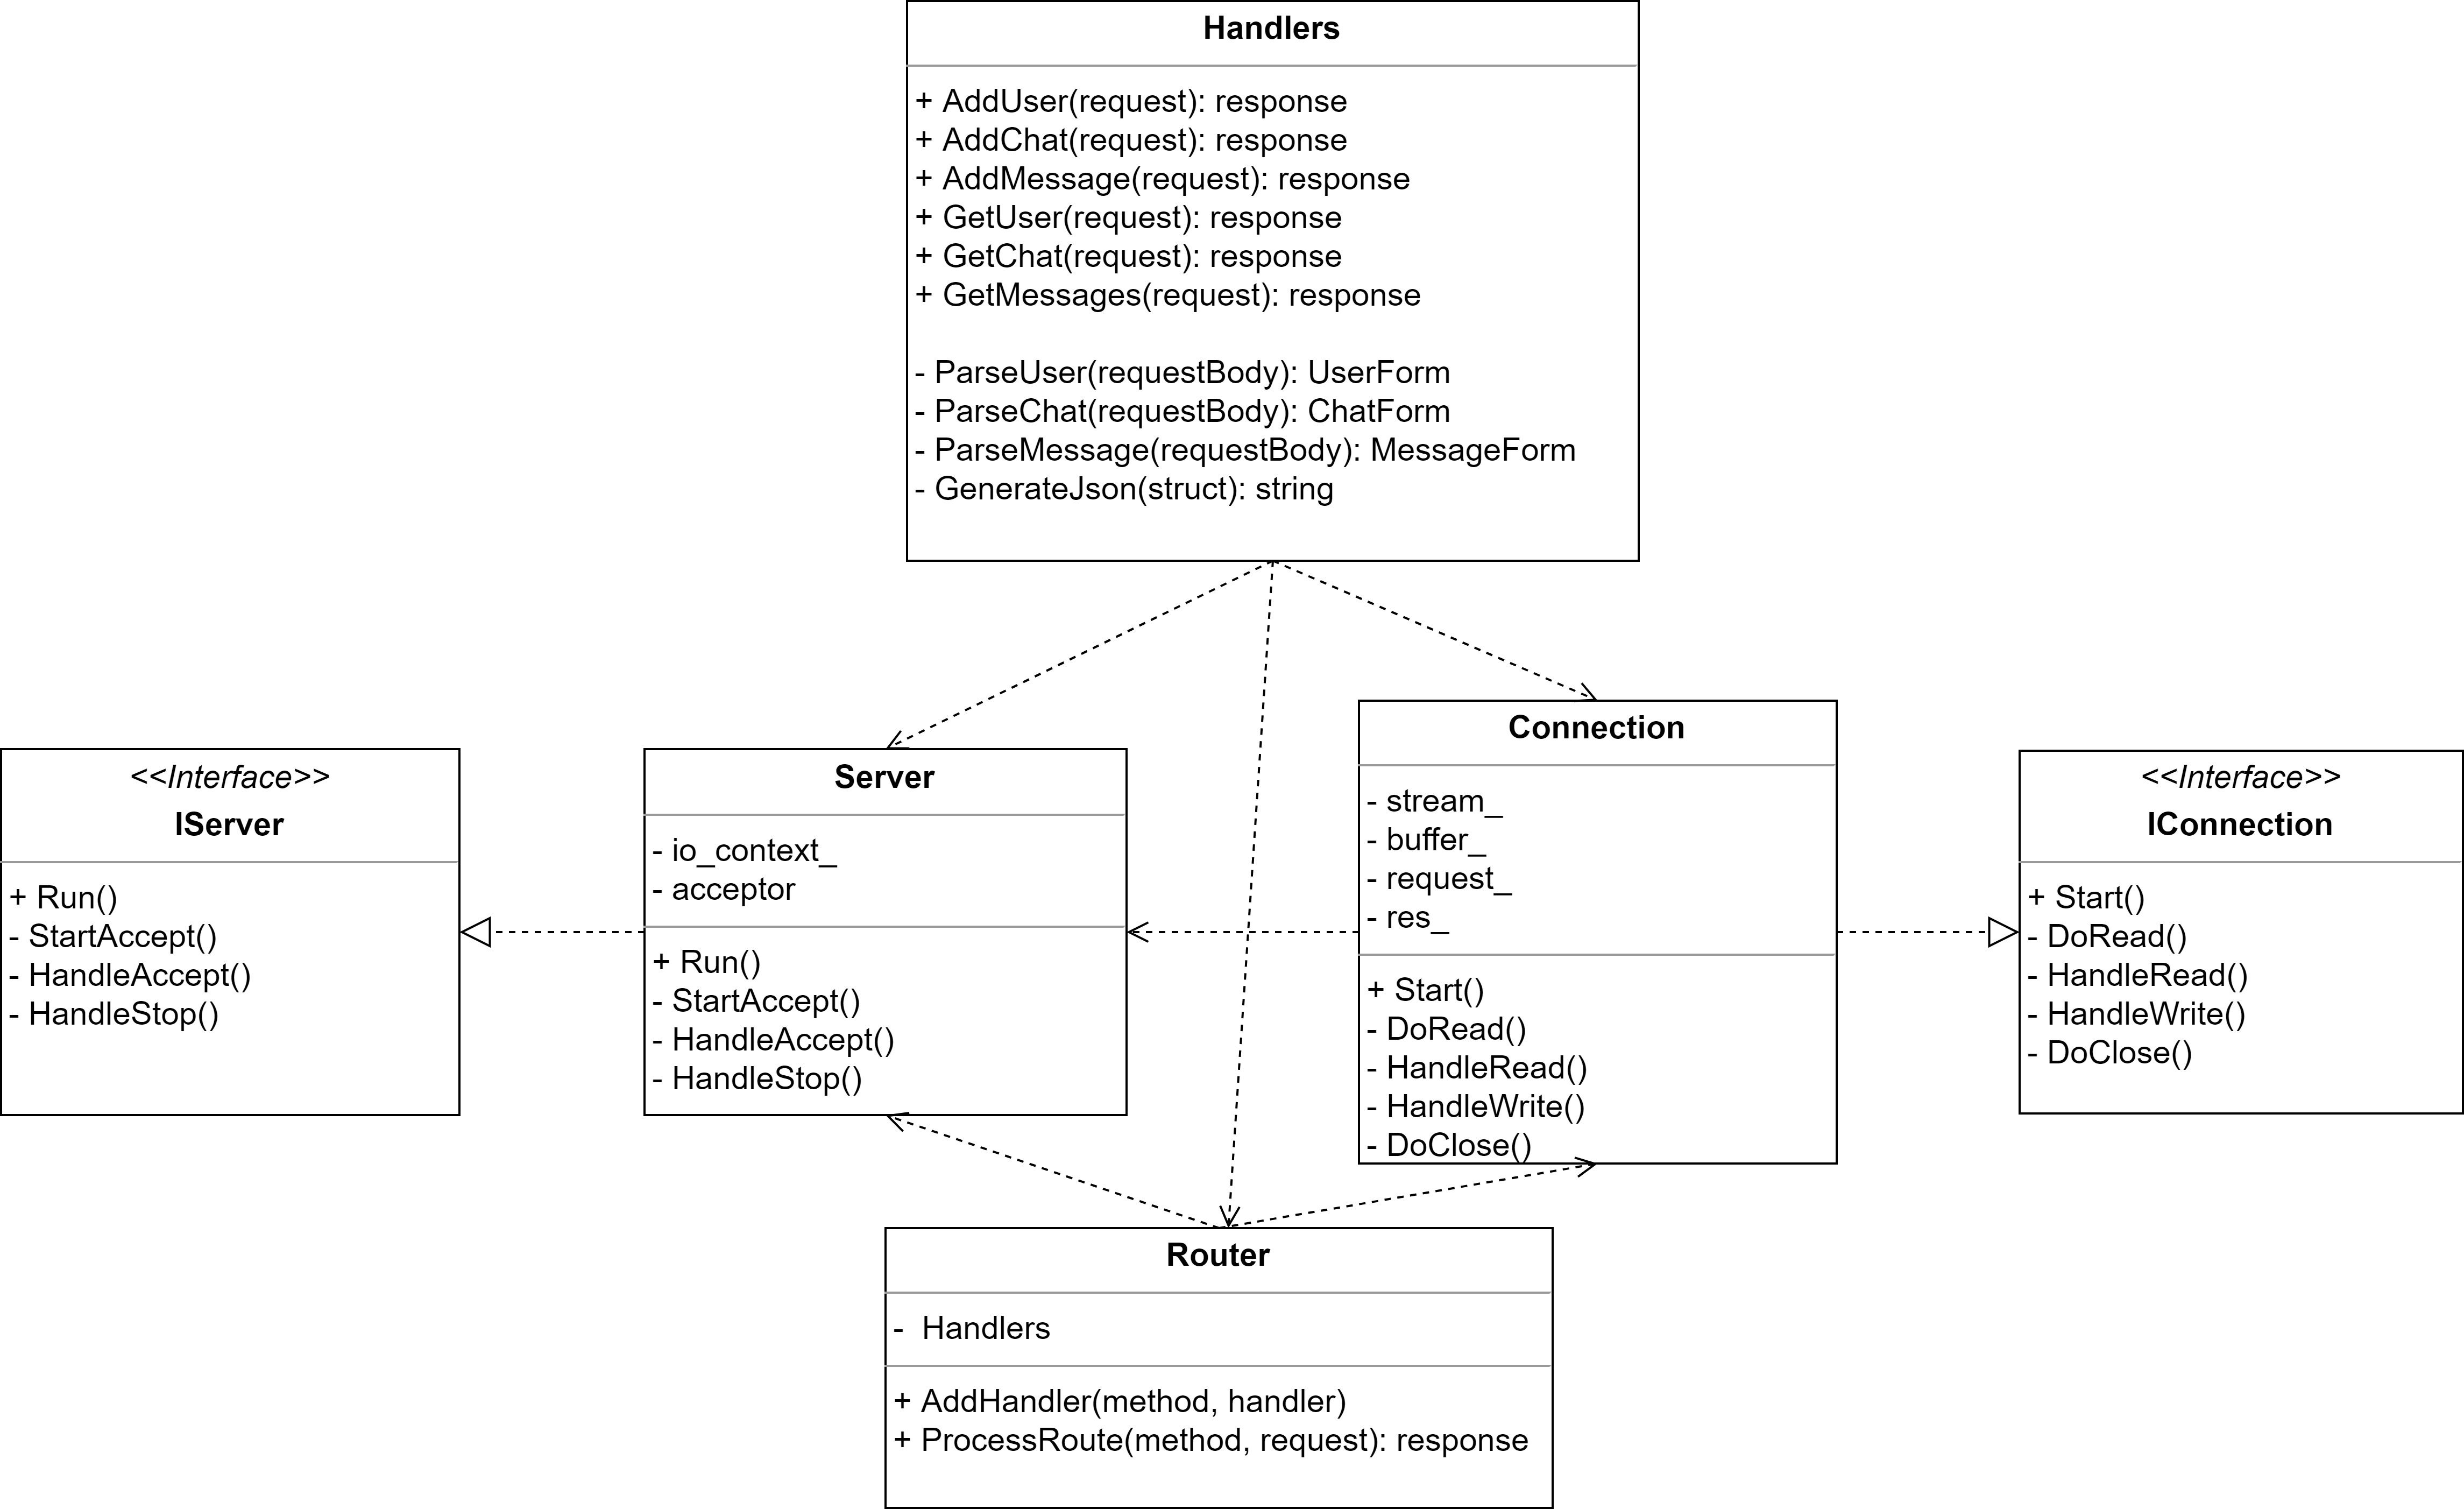 Handlers
+ AddUser(request): response
+ AddChat(request): response
+ AddMessage(request): response
+ GetUser(request): response
+ GetChat(request): response
+ GetMessages(request): response
- ParseUser(requestBody): UserForm
- ParseChat(requestBody): ChatForm
- ParseMessage(requestBody): MessageForm
- GenerateJson(struct): string
<<Interface>>
IServer
+ Run()
- StartAccept()
- HandleAccept()
- HandleStop()
Server
- io_context_
- acceptor
+ Run()
- StartAccept()
- HandleAccept()
- HandleStop()
Connection
- stream_
- buffer_
- request_
- res_
+ Start()
- DoRead()
- HandleRead()
- HandleWrite()
- DoClose()
<<Interface>>
IConnection
+ Start()
- DoRead()
- HandleRead()
- HandleWrite()
- DoClose()
Router
- Handlers
+ AddHandler(method, handler)
+ ProcessRoute(method, request): response